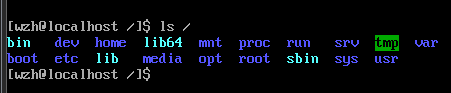 [wzh@localhost /]$ ls /
bin dev home lib64 mnt proc run srv tmp var
boot etc lib media opt root sbin sys usr
[wzh@localhost /]$